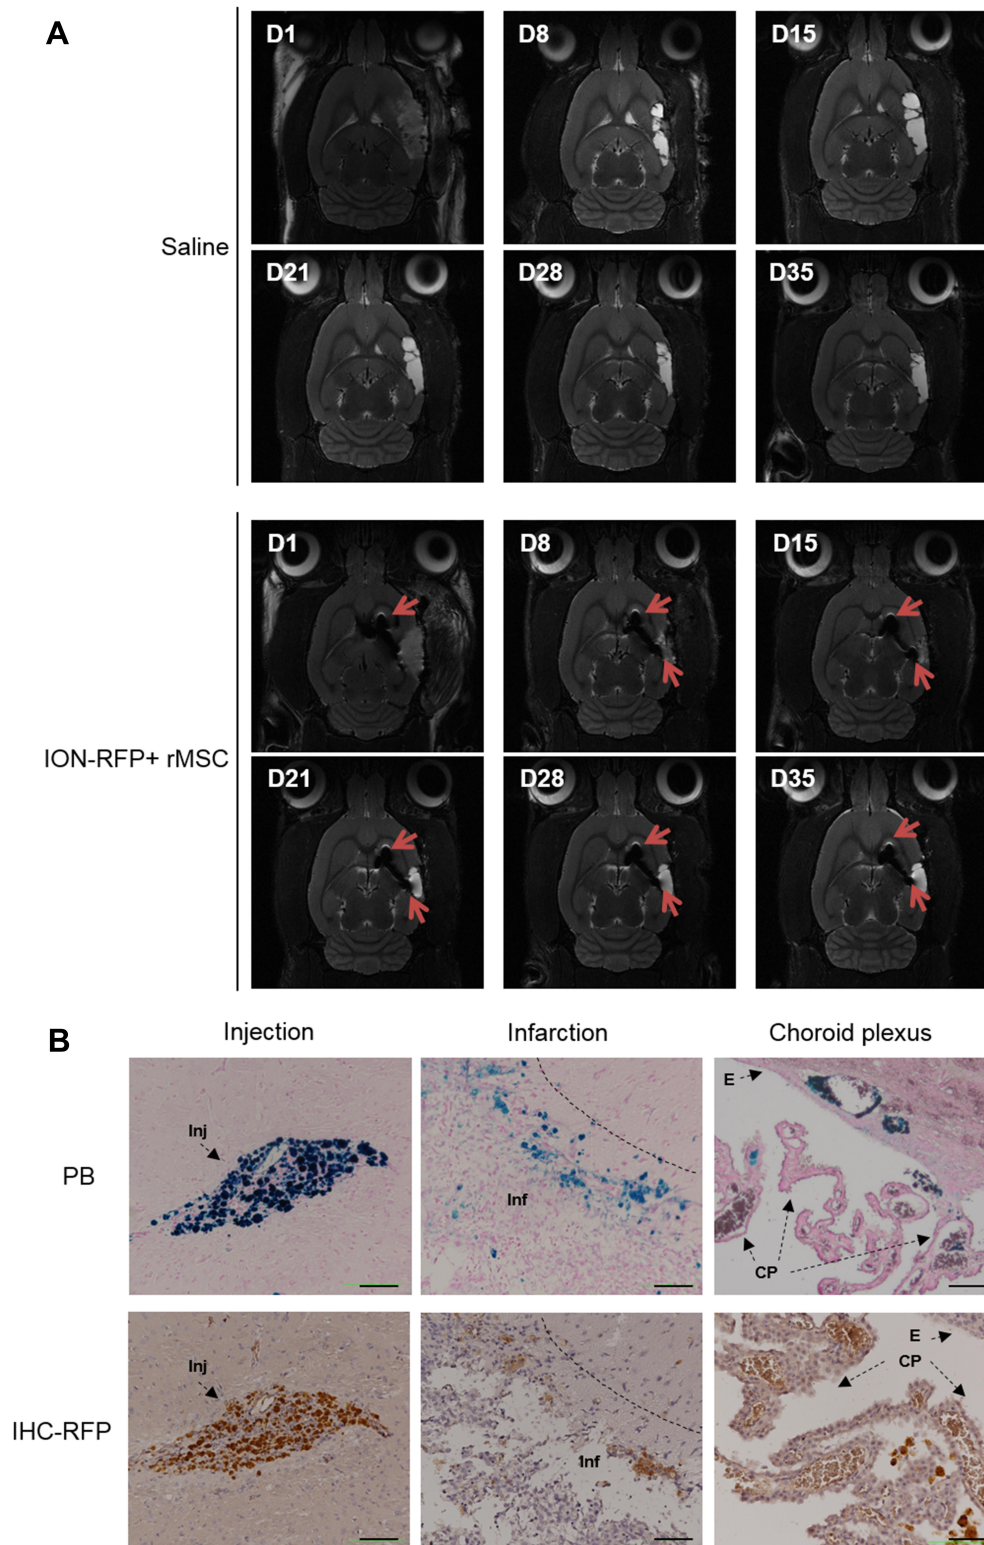 A
D1 D8 D15
Saline
D21 D28 D35
D1 D8 D15
ION-RFP+ rMSC
D21 D28 D35
B
Injection Infarction Choroid plexus
PB
Inj
Inf
E
CP
IHC-RFP
Inj
Inf
E
CP